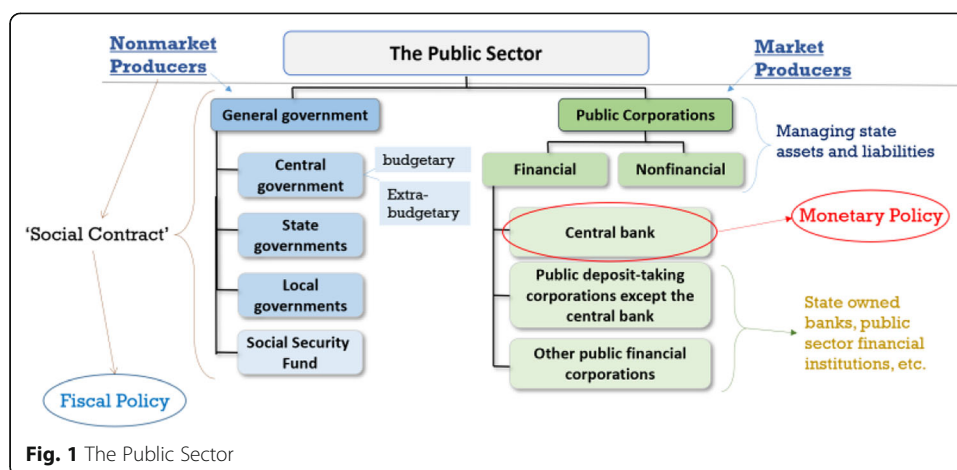 Nonmarket
Producers
The Public Sector
Market
Producers
General government
Public Corporations
Managing state
assets and liabilities
Central
government
budgetary
Extra-
budgetary
Financial
Nonfinancial
'Social Contract'
State
governments
Central bank
Monetary Policy
Local
governments
Public deposit-taking
corporations except the
central bank
State owned
banks, public
sector financial
institutions, etc.
Social Security
Fund
Other public financial
corporations
Fiscal Policy
Fig. 1 The Public Sector